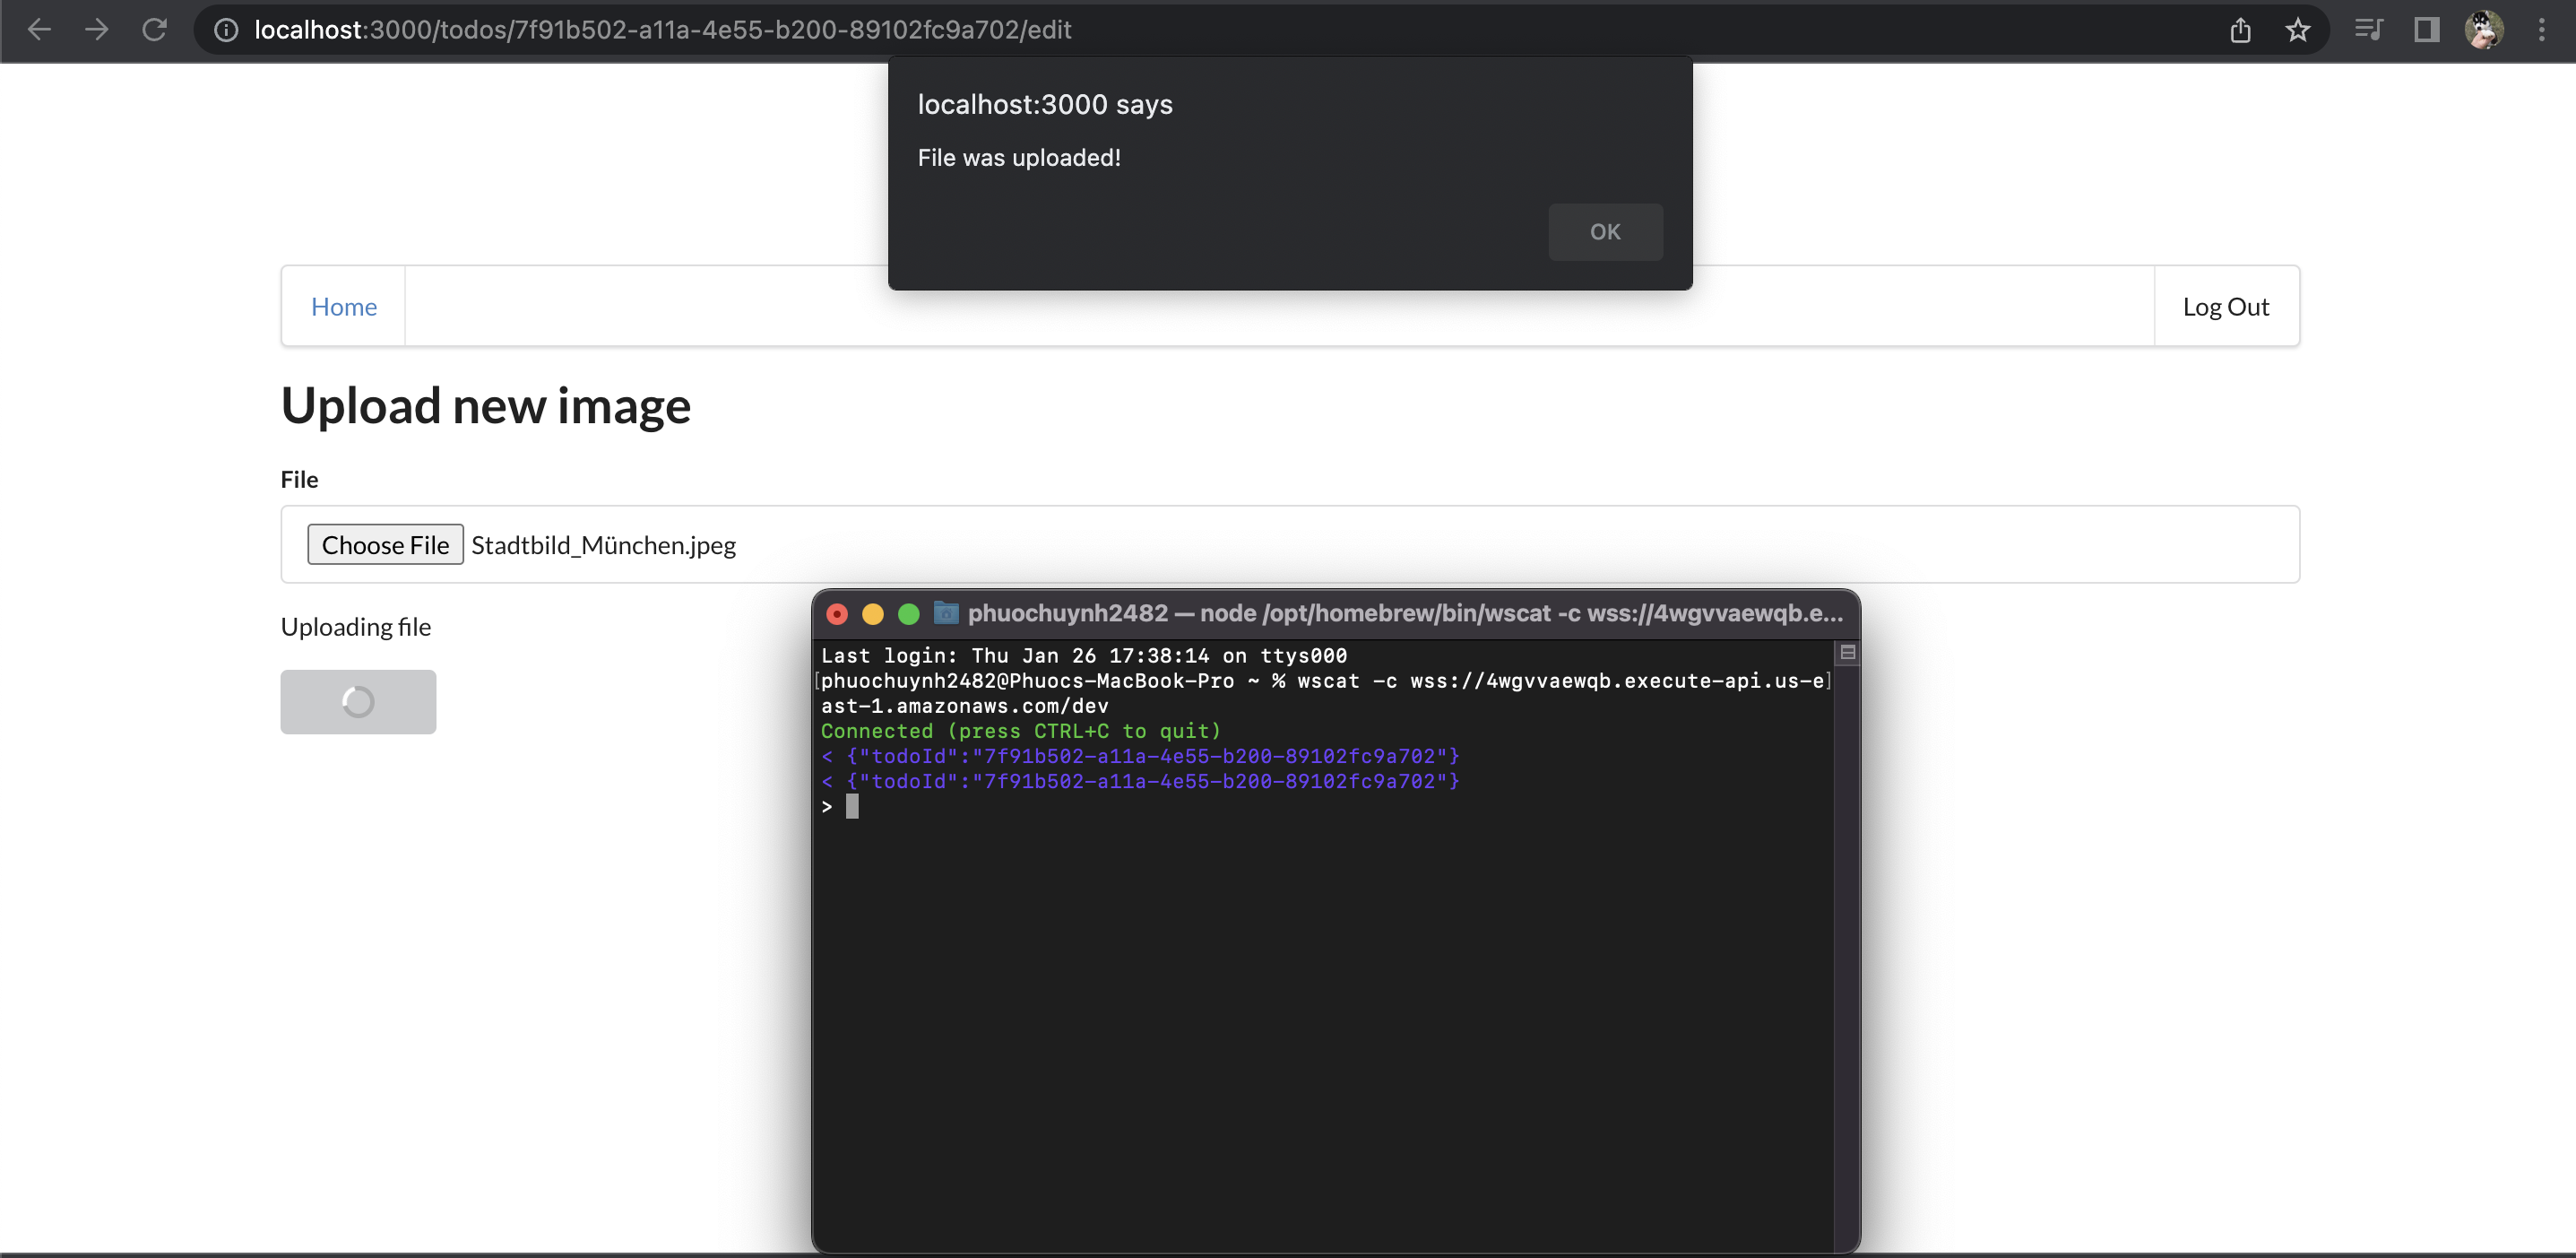 localhost:3000/todos/7f91b502-a11a-4e55-b200-89102fc9a702/edit
localhost:3000 says
File was uploaded!
OK
Home
Log Out
Upload new image
File
Choose File Stadtbild_München.jpeg
Uploading file
phuochuynh2482 — node /opt/homebrew/bin/wscat -c wss://4wgvvaewqb.e...
Last login: Thu Jan 26 17:38:14 on ttys000
[phuochuynh2482@Phuocs-MacBook-Pro ~ % wscat -c wss://4wgvvaewqb.execute-api.us-e]
ast-1.amazonaws.com/dev
Connected (press CTRL+C to quit)
< {"todoId":"7f91b502-a11a-4e55-b200-89102fc9a702"}
< {"todoId":"7f91b502-a11a-4e55-b200-89102fc9a702"}
>